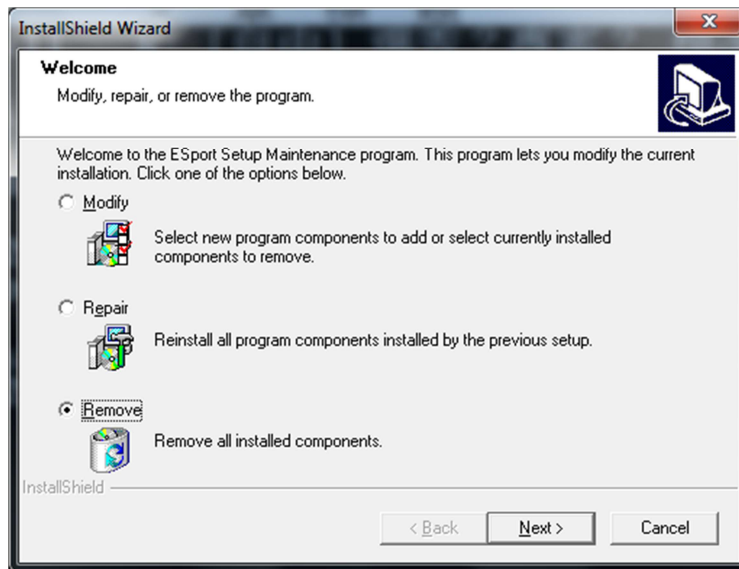 InstallShield Wizard
Welcome
Modify, repair, or remove the program.
Welcome to the ESport Setup Maintenance program. This program lets you modify the current
installation. Click one of the options below.
Modify
Select new program components to add or select currently installed
components to remove.
Repair
Reinstall all program components installed by the previous setup.
Remove
Remove all installed components.
InstallShield
< Back
Next >
Cancel